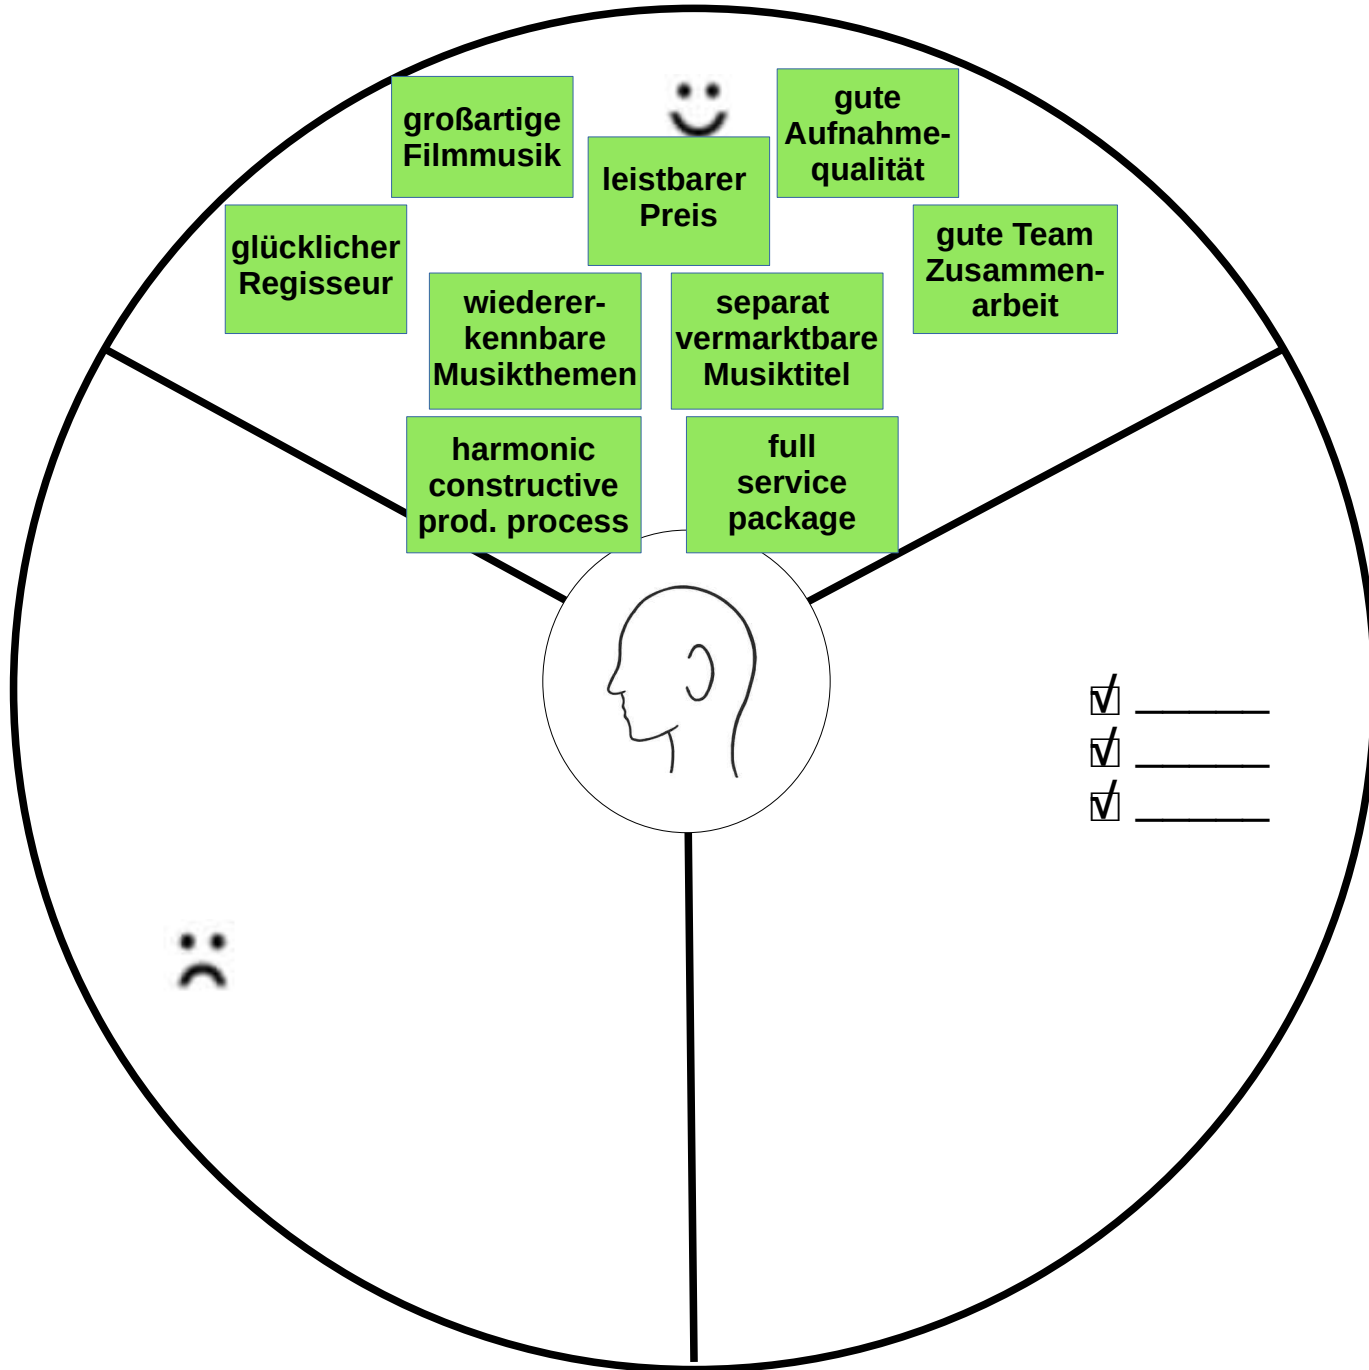 großartige
Filmmusik
gute
Aufnahme-
qualität
leistbarer
Preis
glücklicher
Regisseur
gute Team
Zusammen-
arbeit
wiederer-
kennbare
Musikthemen
separat
vermarktbare
Musiktitel
harmonic
constructive
prod. process
full
service
package